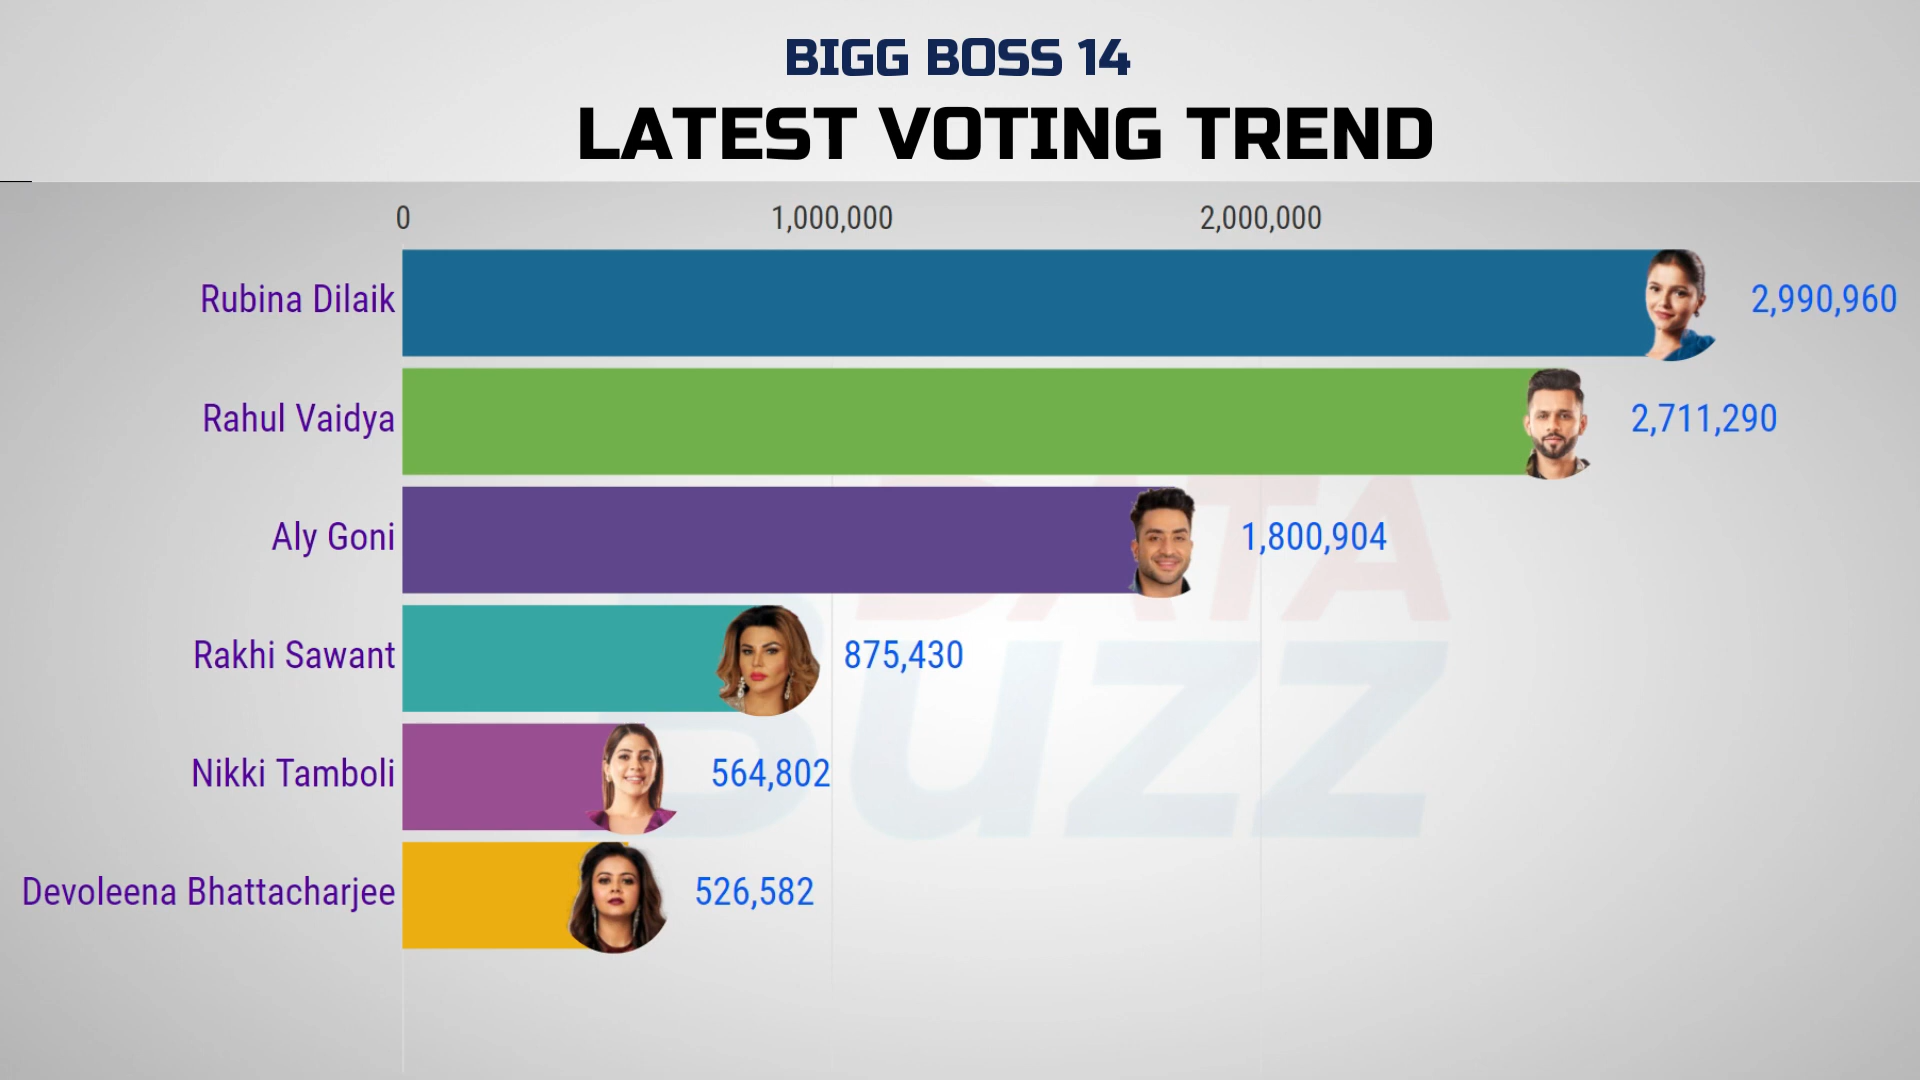 BIGG BOSS 14
LATEST VOTING TREND
0 1,000,000 2,000,000
Rubina Dilaik 2,990,960
Rahul Vaidya 2,711,290
Aly Goni 1,800,904
Rakhi Sawant 875,430
Nikki Tamboli 564,802
Devoleena Bhattacharjee 526,582
DATA
Buzz